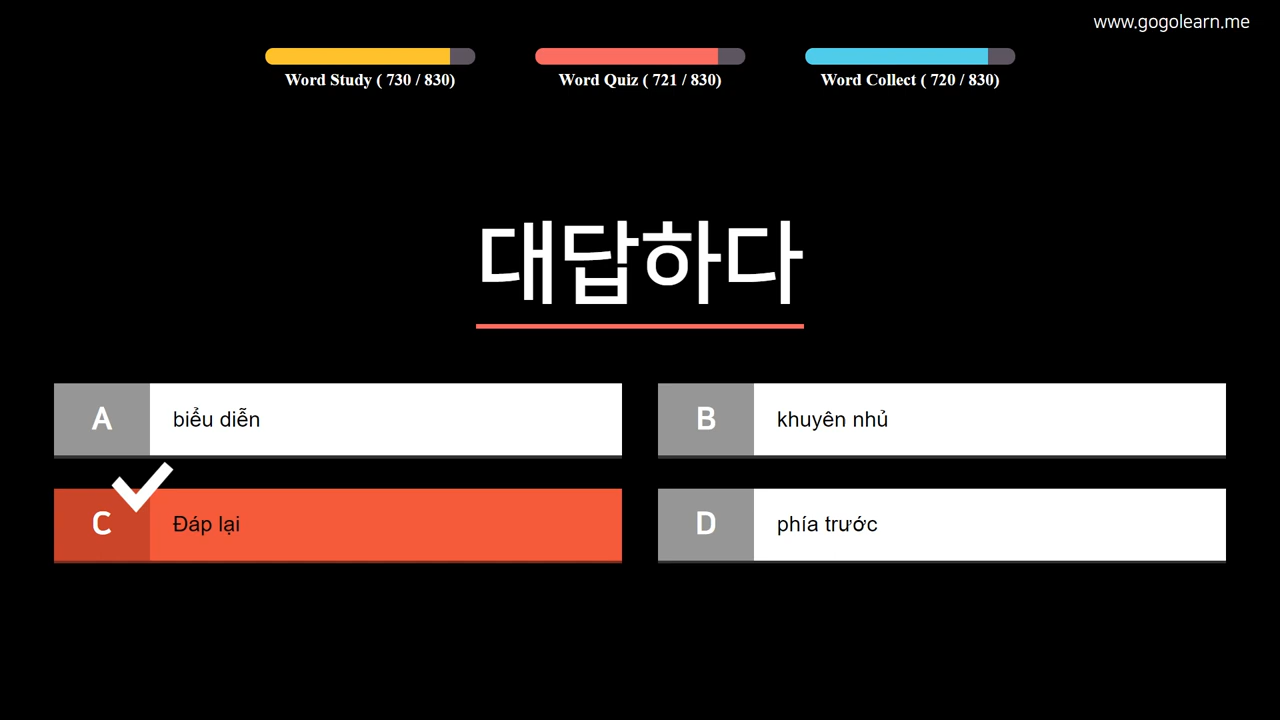 www.gogolearn.me
Word Study ( 730 / 830)
Word Quiz ( 721 / 830)
Word Collect ( 720 / 830)
대답하다
A biểu diễn
B khuyên nhủ
C Đáp lại
D phía trước